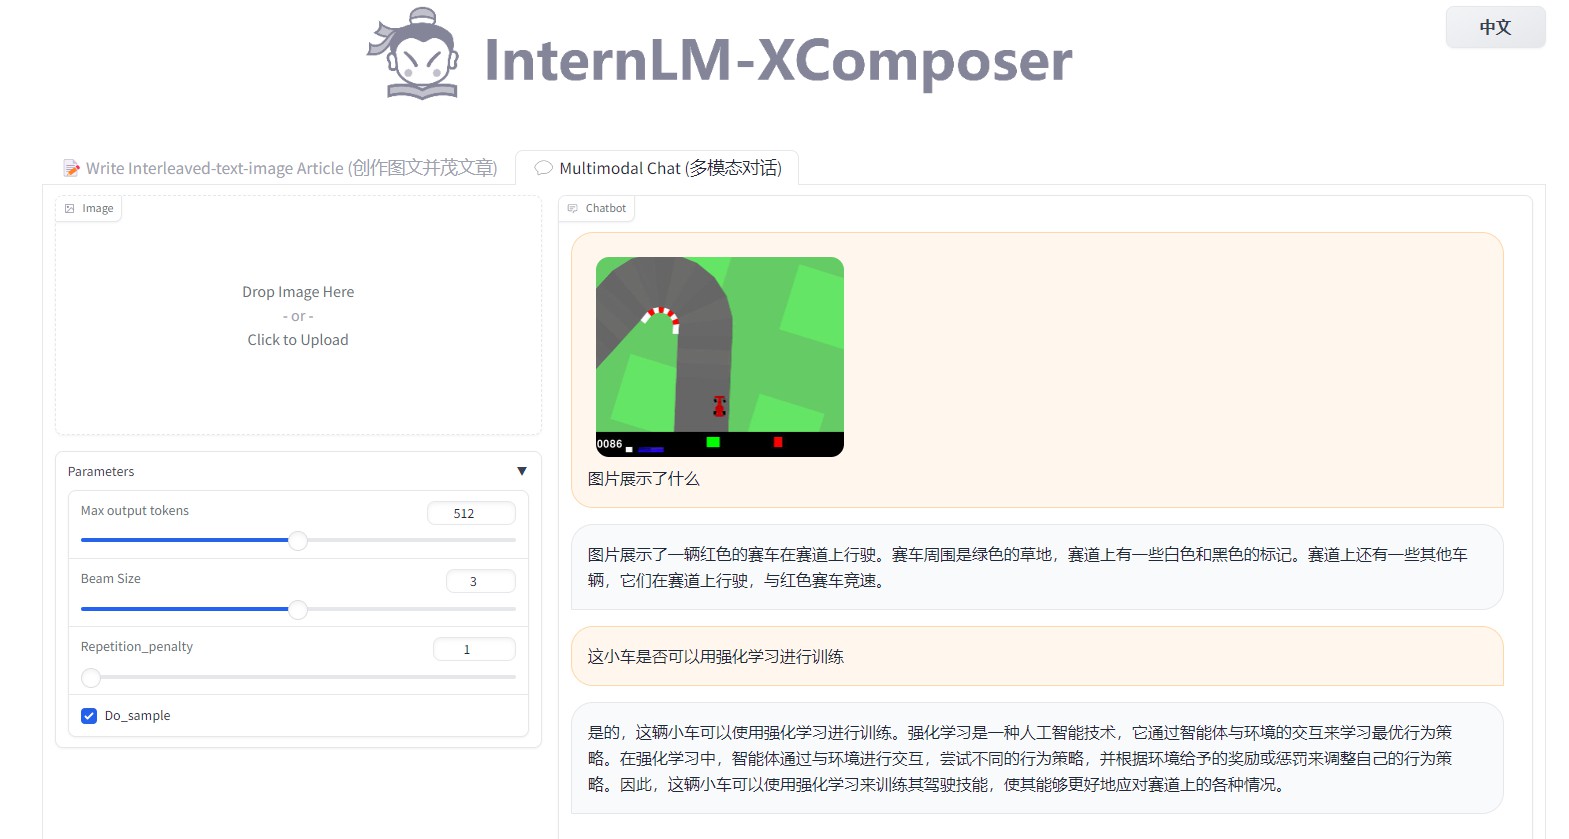 InternLM-XComposer
中文
Write Interleaved-text-image Article (创作图文并茂文章)
Multimodal Chat (多模态对话)
Image
Drop Image Here
- or -
Click to Upload
Parameters
Max output tokens
512
Beam Size
3
Repetition_penalty
1
Do_sample
Chatbot
0086
图片展示了什么
图片展示了一辆红色的赛车在赛道上行驶。赛车周围是绿色的草地，赛道上有一些白色和黑色的标记。赛道上还有一些其他车
辆，它们在赛道上行驶，与红色赛车竞速。
这小车是否可以用强化学习进行训练
是的，这辆小车可以使用强化学习进行训练。强化学习是一种人工智能技术，它通过智能体与环境的交互来学习最优行为策
略。在强化学习中，智能体通过与环境进行交互，尝试不同的行为策略，并根据环境给予的奖励或惩罚来调整自己的行为策
略。因此，这辆小车可以使用强化学习来训练其驾驶技能，使其能够更好地应对赛道上的各种情况。